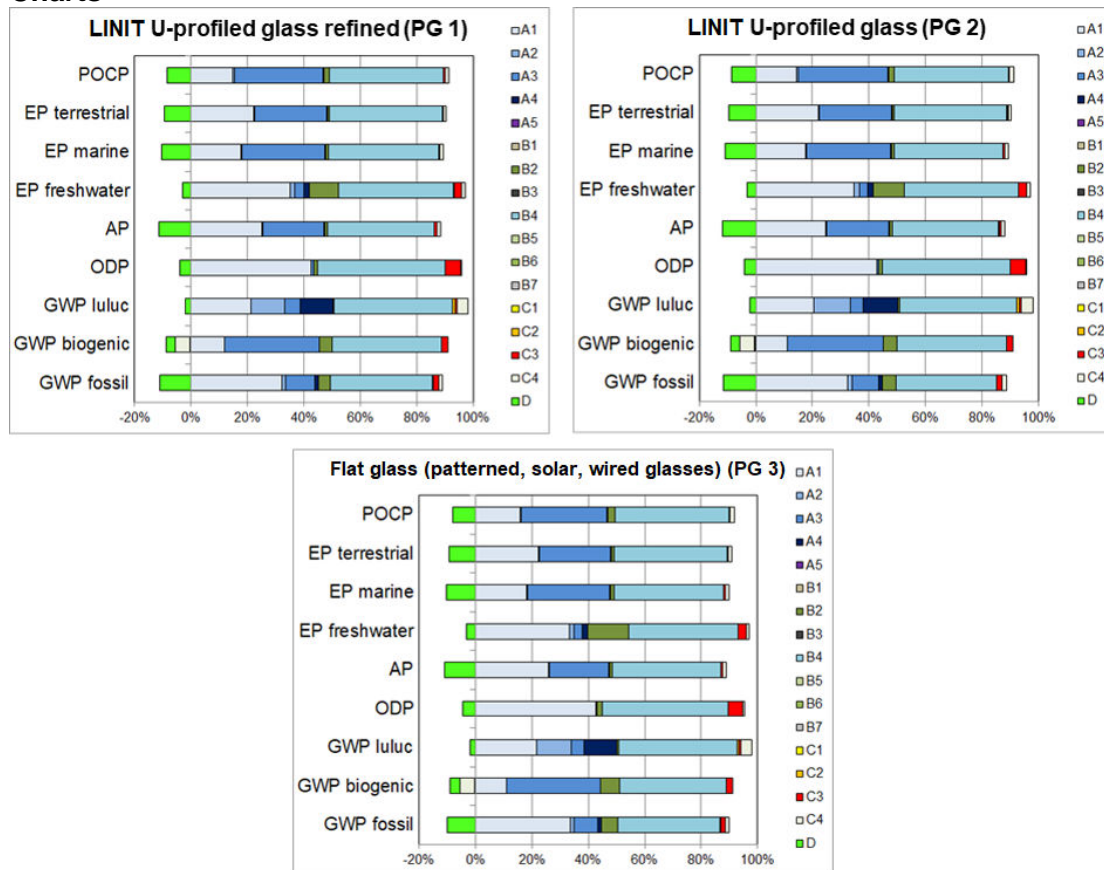 Charts
LINIT U-profiled glass refined (PG 1)
POCP
EP terrestrial
EP marine
EP freshwater
AP
ODP
GWP luluc
GWP biogenic
GWP fossil
-20% 0% 20% 40% 60% 80% 100%
A1
A2
A3
A4
A5
B1
B2
B3
B4
B5
B6
B7
C1
C2
C3
C4
D
LINIT U-profiled glass (PG 2)
POCP
EP terrestrial
EP marine
EP freshwater
AP
ODP
GWP luluc
GWP biogenic
GWP fossil
-20% 0% 20% 40% 60% 80% 100%
A1
A2
A3
A4
A5
B1
B2
B3
B4
B5
B6
B7
C1
C2
C3
C4
D
Flat glass (patterned, solar, wired glasses) (PG 3)
POCP
EP terrestrial
EP marine
EP freshwater
AP
ODP
GWP luluc
GWP biogenic
GWP fossil
-20% 0% 20% 40% 60% 80% 100%
A1
A2
A3
A4
A5
B1
B2
B3
B4
B5
B6
B7
C1
C2
C3
C4
D